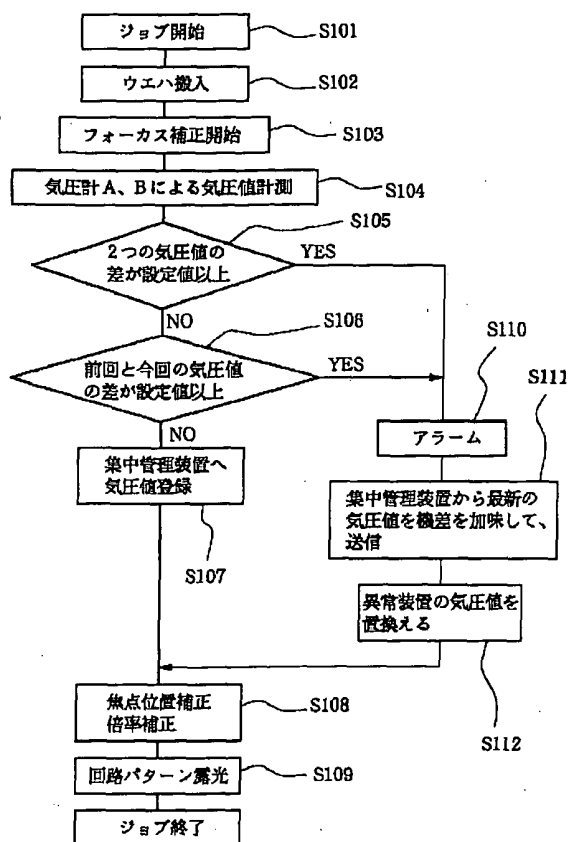 ジョブ開始
S101
ウエハ搬入
S102
フォーカス補正開始
S103
気圧計A、Bによる気圧値計測
S104
2つの気圧値の
差が設定値以上
S105
YES
NO
前回と今回の気圧値
の差が設定値以上
S106
YES
NO
集中管理装置へ
気圧値登録
S107
アラーム
S110
集中管理装置から最新の
気圧値を機差を加味して、
送信
S111
異常装置の気圧値を
置換える
S112
焦点位置補正
倍率補正
S108
回路パターン露光
S109
ジョブ終了